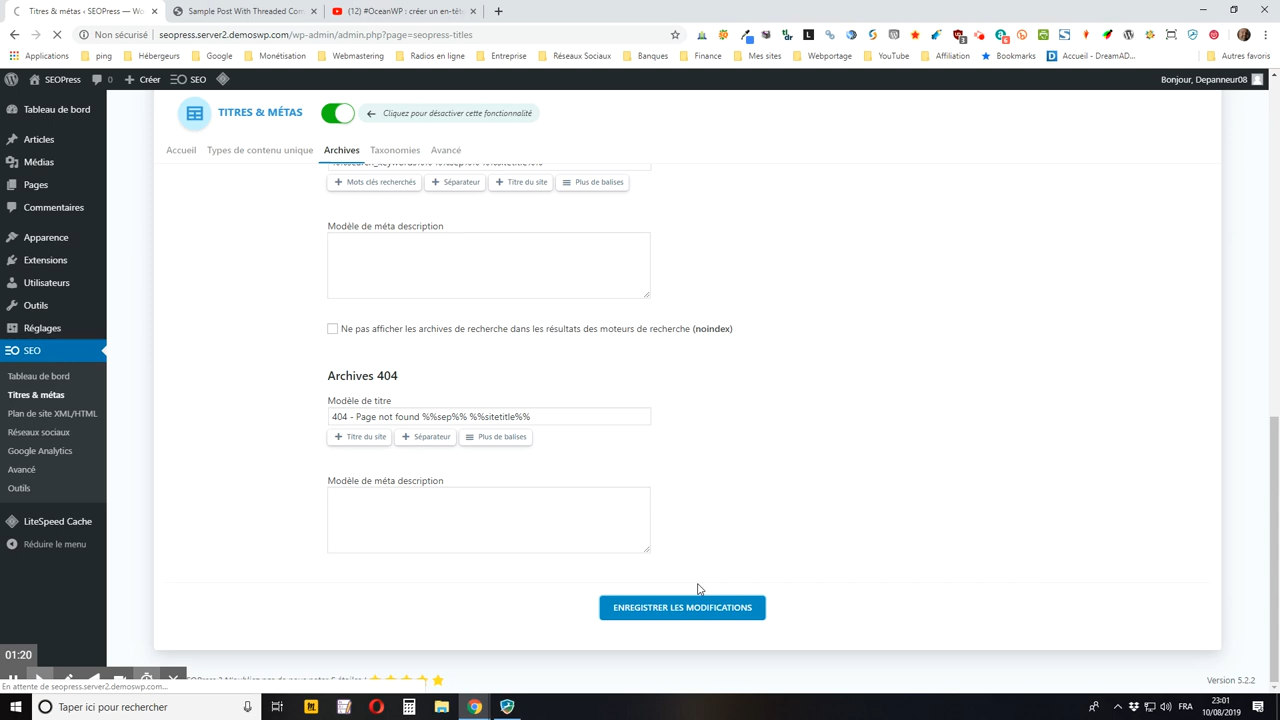 Titres & métas ‹ SEOPress — Wo
Sample Post With Threaded Com
(12) #OceanWP : créer un en-tête
Non sécurisé
seopress.server2.demoswp.com/wp-admin/admin.php?page=seopress-titles
Applications
ping
Hébergeurs
Google
Monétisation
Webmastering
Radios en ligne
Entreprise
Réseaux Sociaux
Banques
Finance
Mes sites
Webportage
YouTube
Affiliation
Bookmarks
Accueil - DreamAD...
Autres favoris
SEOPress
0
Créer
SEO
Bonjour, Depanneur08
Tableau de bord
Articles
Médias
Pages
Commentaires
Apparence
Extensions
Utilisateurs
Outils
Réglages
SEO
Tableau de bord
Titres & métas
Plan de site XML/HTML
Réseaux sociaux
Google Analytics
Avancé
Outils
LiteSpeed Cache
Réduire le menu
TITRES & MÉTAS
Cliquez pour désactiver cette fonctionnalité
Accueil
Types de contenu unique
Archives
Taxonomies
Avancé
Mots clés recherchés
Séparateur
Titre du site
Plus de balises
Modèle de méta description
Ne pas afficher les archives de recherche dans les résultats des moteurs de recherche (noindex)
Archives 404
Modèle de titre
404 - Page not found %%sep%% %%sitetitle%%
Titre du site
Séparateur
Plus de balises
Modèle de méta description
ENREGISTRER LES MODIFICATIONS
01:20
Version 5.2.2
En attente de seopress.server2.demoswp.com...
Taper ici pour rechercher
FRA
23:01
10/08/2019